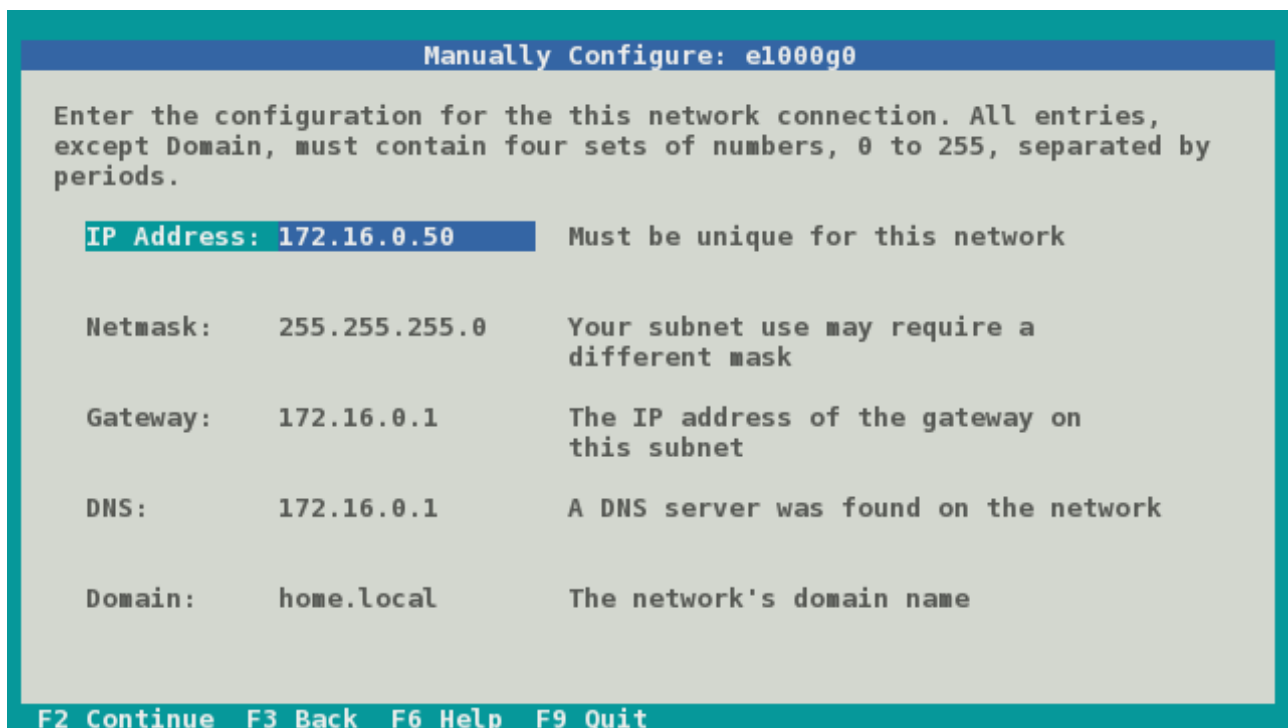 Manually Configure: e1000g0
Enter the configuration for the this network connection. All entries,
except Domain, must contain four sets of numbers, 0 to 255, separated by
periods.
IP Address: 172.16.0.50 Must be unique for this network
Netmask: 255.255.255.0 Your subnet use may require a
different mask
Gateway: 172.16.0.1 The IP address of the gateway on
this subnet
DNS: 172.16.0.1 A DNS server was found on the network
Domain: home.local The network's domain name
F2 Continue F3 Back F6 Help F9 Quit